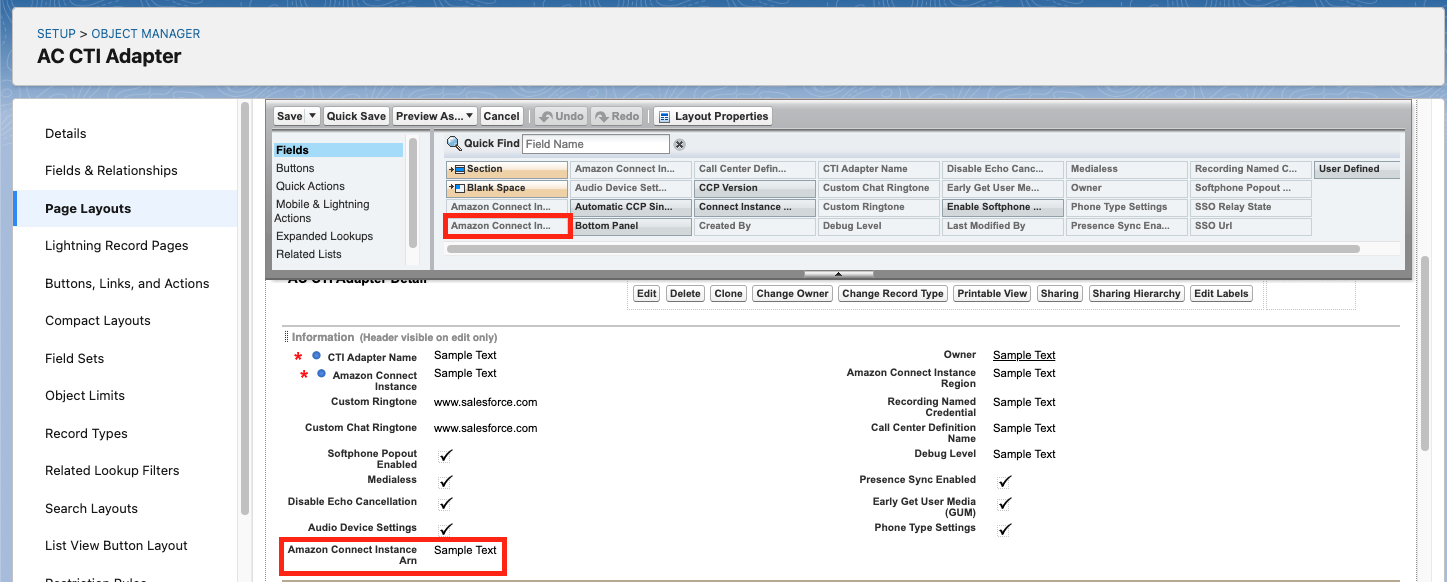 SETUP > OBJECT MANAGER
AC CTI Adapter
Details
Fields & Relationships
Page Layouts
Lightning Record Pages
Buttons, Links, and Actions
Compact Layouts
Field Sets
Object Limits
Record Types
Related Lookup Filters
Search Layouts
List View Button Layout
Restriction Rules
Save Quick Save Preview As... Cancel Undo Redo Layout Properties
Fields
Buttons
Quick Actions
Mobile & Lightning
Actions
Expanded Lookups
Related Lists
Quick Find Field Name
Section Amazon Connect In... Call Center Defin... CTI Adapter Name Disable Echo Canc... Medialess Recording Named C... User Defined
Blank Space Audio Device Sett... CCP Version Custom Chat Ringtone Early Get User Me... Owner Softphone Popout ...
Amazon Connect In... Automatic CCP Sin... Connect Instance ... Custom Ringtone Enable Softphone ... Phone Type Settings SSO Relay State
Amazon Connect In... Bottom Panel Created By Debug Level Last Modified By Presence Sync Ena... SSO Url
AC CTI Adapter Detail
Edit Delete Clone Change Owner Change Record Type Printable View Sharing Sharing Hierarchy Edit Labels
Information (Header visible on edit only)
* CTI Adapter Name Sample Text
* Amazon Connect
Instance Sample Text
Custom Ringtone www.salesforce.com
Custom Chat Ringtone www.salesforce.com
Softphone Popout
Enabled
Medialess
Disable Echo Cancellation
Audio Device Settings
Amazon Connect Instance
Arn Sample Text
Owner Sample Text
Amazon Connect Instance
Region Sample Text
Recording Named
Credential Sample Text
Call Center Definition
Name Sample Text
Debug Level Sample Text
Presence Sync Enabled
Early Get User Media
(GUM)
Phone Type Settings